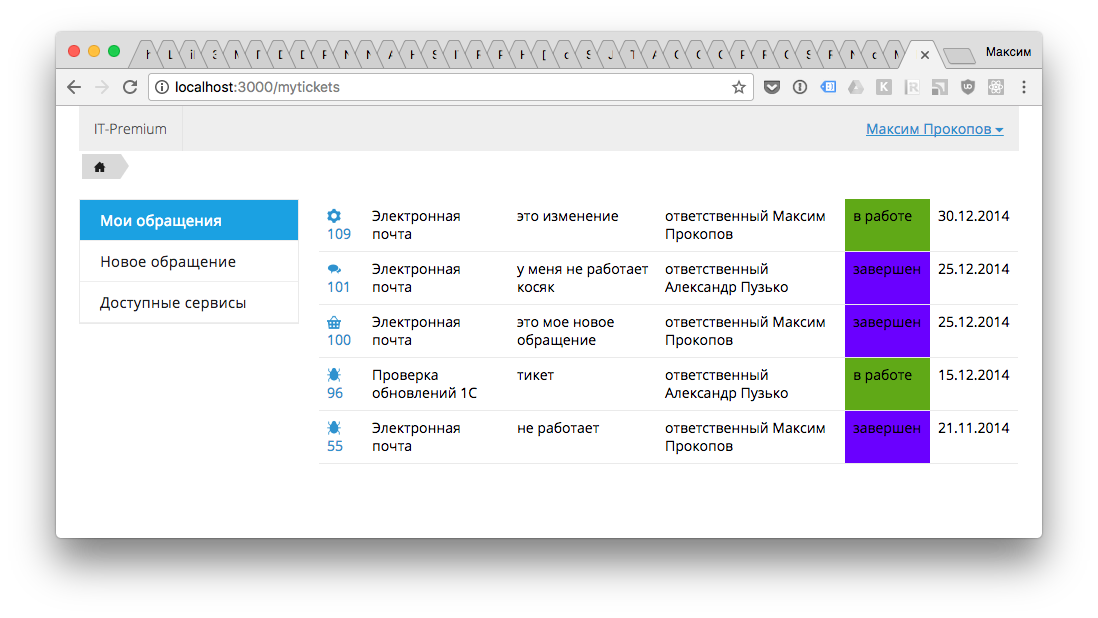 Максим
localhost:3000/mytickets
IT-Premium
Максим Прокопов
Мои обращения
Новое обращение
Доступные сервисы
109
Электронная
почта
это изменение
ответственный Максим
Прокопов
в работе
30.12.2014
101
Электронная
почта
у меня не работает
косяк
ответственный
Александр Пузько
завершен
25.12.2014
100
Электронная
почта
это мое новое
обращение
ответственный Максим
Прокопов
завершен
25.12.2014
96
Проверка
обновлений 1С
тикет
ответственный
Александр Пузько
в работе
15.12.2014
55
Электронная
почта
не работает
ответственный Максим
Прокопов
завершен
21.11.2014